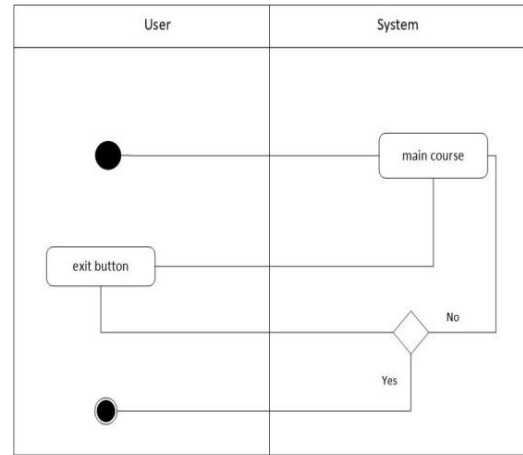 User
System
main course
exit button
No
Yes